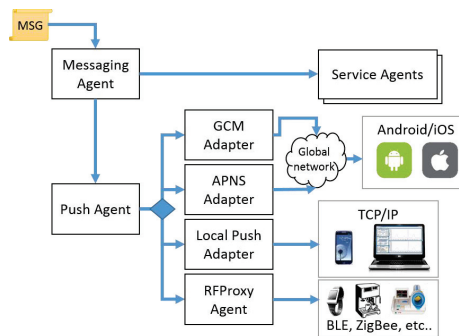 MSG
Messaging
Agent
Service Agents
GCM
Adapter
Global
network
Android/iOS
Push Agent
APNS
Adapter
Local Push
Adapter
TCP/IP
RFProxy
Agent
BLE, ZigBee, etc..